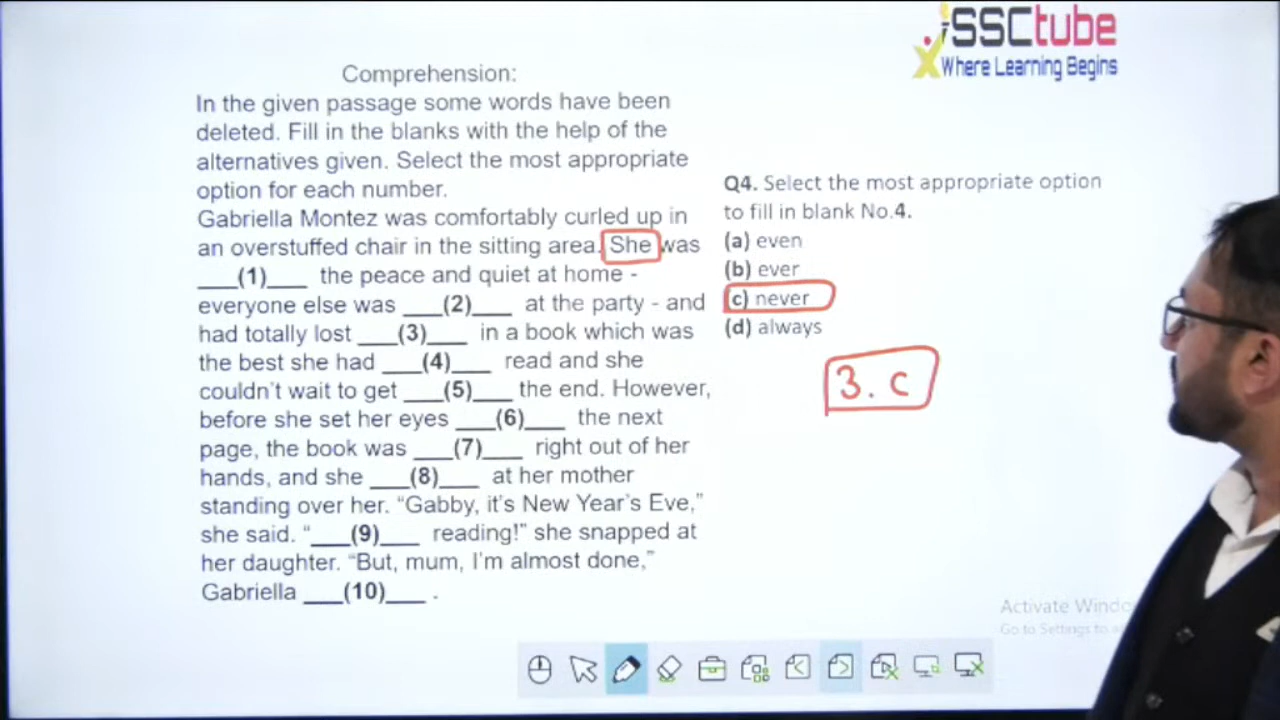 SSCtube
Where Learning Begins
Comprehension:
In the given passage some words have been
deleted. Fill in the blanks with the help of the
alternatives given. Select the most appropriate
option for each number.
Gabriella Montez was comfortably curled up in
an overstuffed chair in the sitting area. She was
___(1)___ the peace and quiet at home -
everyone else was ___(2)___ at the party - and
had totally lost ___(3)___ in a book which was
the best she had ___(4)___ read and she
couldn't wait to get ___(5)___ the end. However,
before she set her eyes ___(6)___ the next
page, the book was ___(7)___ right out of her
hands, and she ___(8)___ at her mother
standing over her. “Gabby, it's New Year's Eve,”
she said. “___(9)___ reading!” she snapped at
her daughter. “But, mum, I'm almost done,”
Gabriella ___(10)___ .
Q4. Select the most appropriate option
to fill in blank No.4.
(a) even
(b) ever
(c) never
(d) always
3. c
Activate Windo
Go to Settings to a